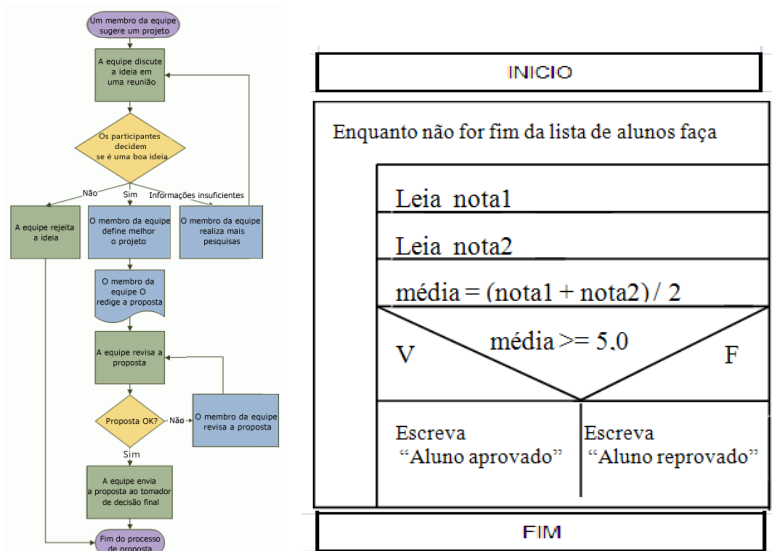 Um membro da equipe
sugere um projeto
A equipe discute
a ideia em
uma reunião
Os participantes
decidem
se é uma boa ideia
Não
Sim
Informações insuficientes
A equipe rejeita
a ideia
O membro da equipe
define melhor
o projeto
O membro da equipe
realiza mais
pesquisas
O membro da
equipe O
redige a proposta
A equipe revisa a
proposta
Proposta OK?
Não
O membro da equipe
revisa a proposta
Sim
A equipe envia
a proposta ao tomador
de decisão final
Fim do processo
de proposta
INICIO
Enquanto não for fim da lista de alunos faça
Leia nota1
Leia nota2
média = (nota1 + nota2) / 2
média >= 5.0
V
F
Escreva
“Aluno aprovado”
Escreva
“Aluno reprovado”
FIM